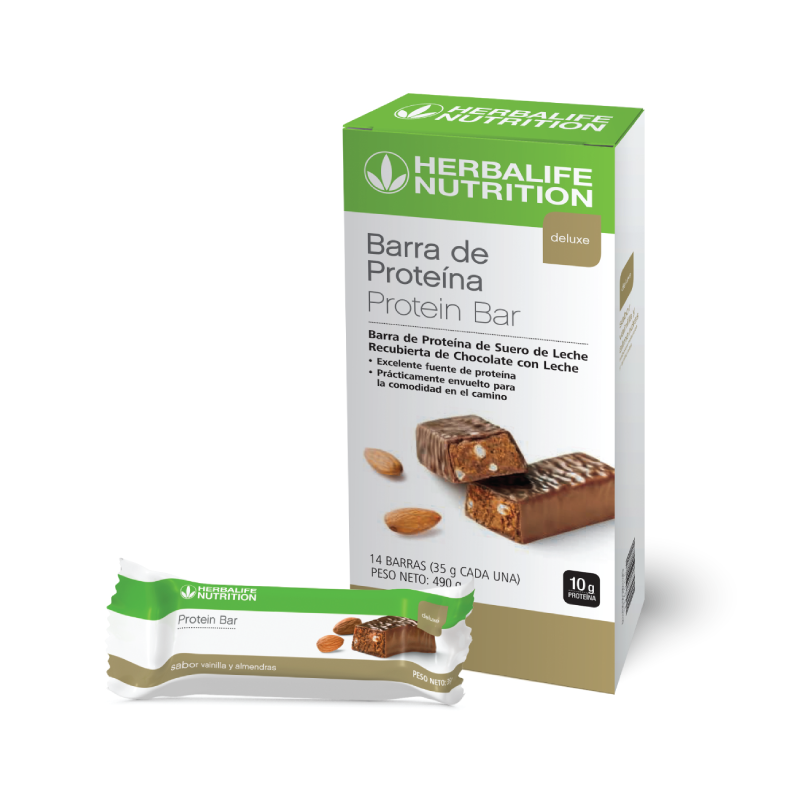 HERBALIFE
NUTRITION
HERBALIFE
NUTRITION
deluxe
Barra de
Proteína
Protein Bar
Barra de Proteína de Suero de Leche
Recubierta de Chocolate con Leche
• Excelente fuente de proteína
• Prácticamente envuelto para
la comodidad en el camino
14 BARRAS (35 g CADA UNA)
PESO NETO: 490 g
10 g
PROTEÍNA
deluxe
HERBALIFE
NUTRITION
Protein Bar
deluxe
sabor vainilla y almendras
PESO NETO: